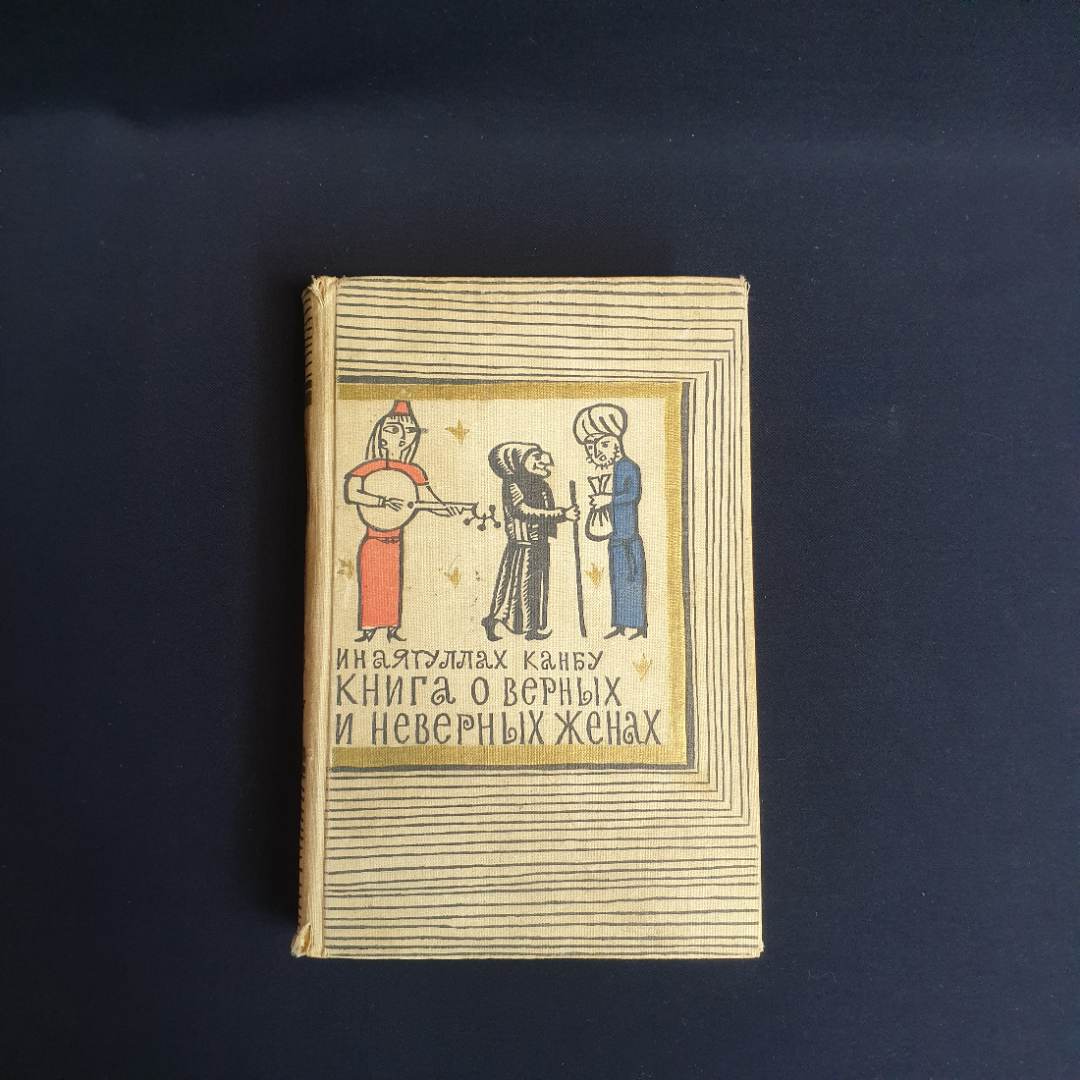 ИНАЯТУЛЛАХ КАНБУ
КНИГА О ВЕРНЫХ
И НЕВЕРНЫХ ЖЕНАХ